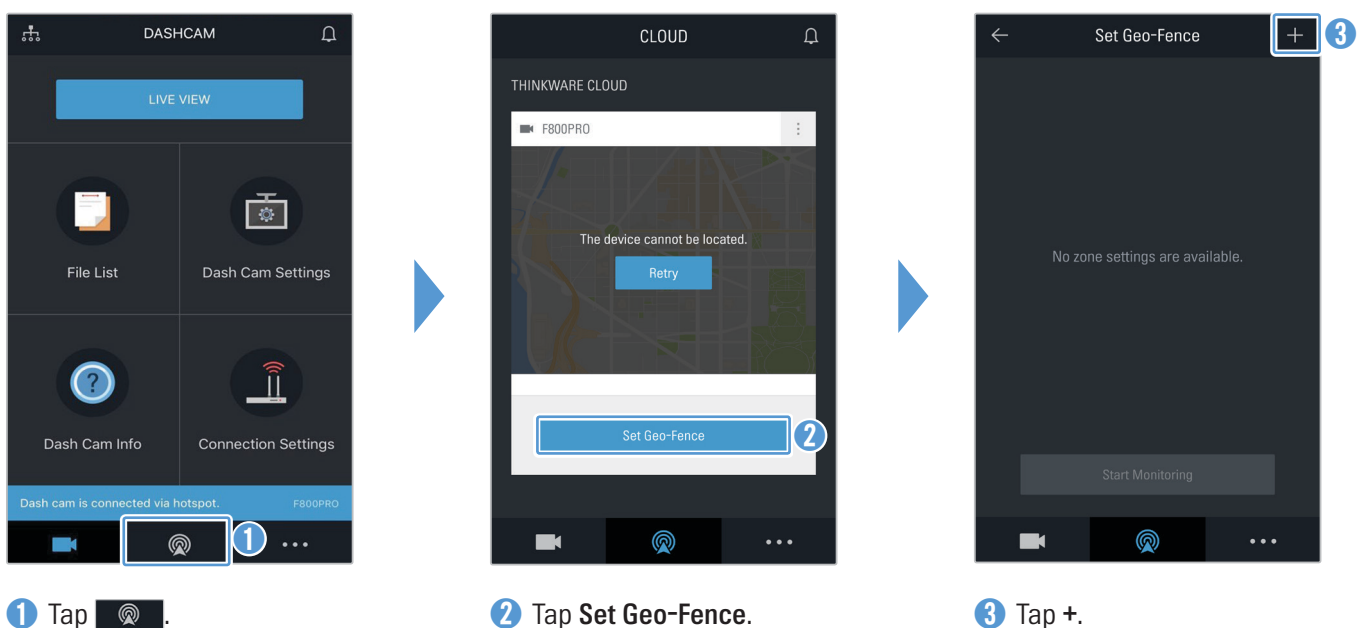 DASHCAM
LIVE VIEW
File List
Dash Cam Settings
?
Dash Cam Info
Connection Settings
Dash cam is connected via hotspot.
F800PRO
1
1 Tap .
CLOUD
THINKWARE CLOUD
F800PRO
The device cannot be located.
Retry
Set Geo-Fence
2
2 Tap Set Geo-Fence.
Set Geo-Fence
+
3
No zone settings are available.
Start Monitoring
3 Tap +.